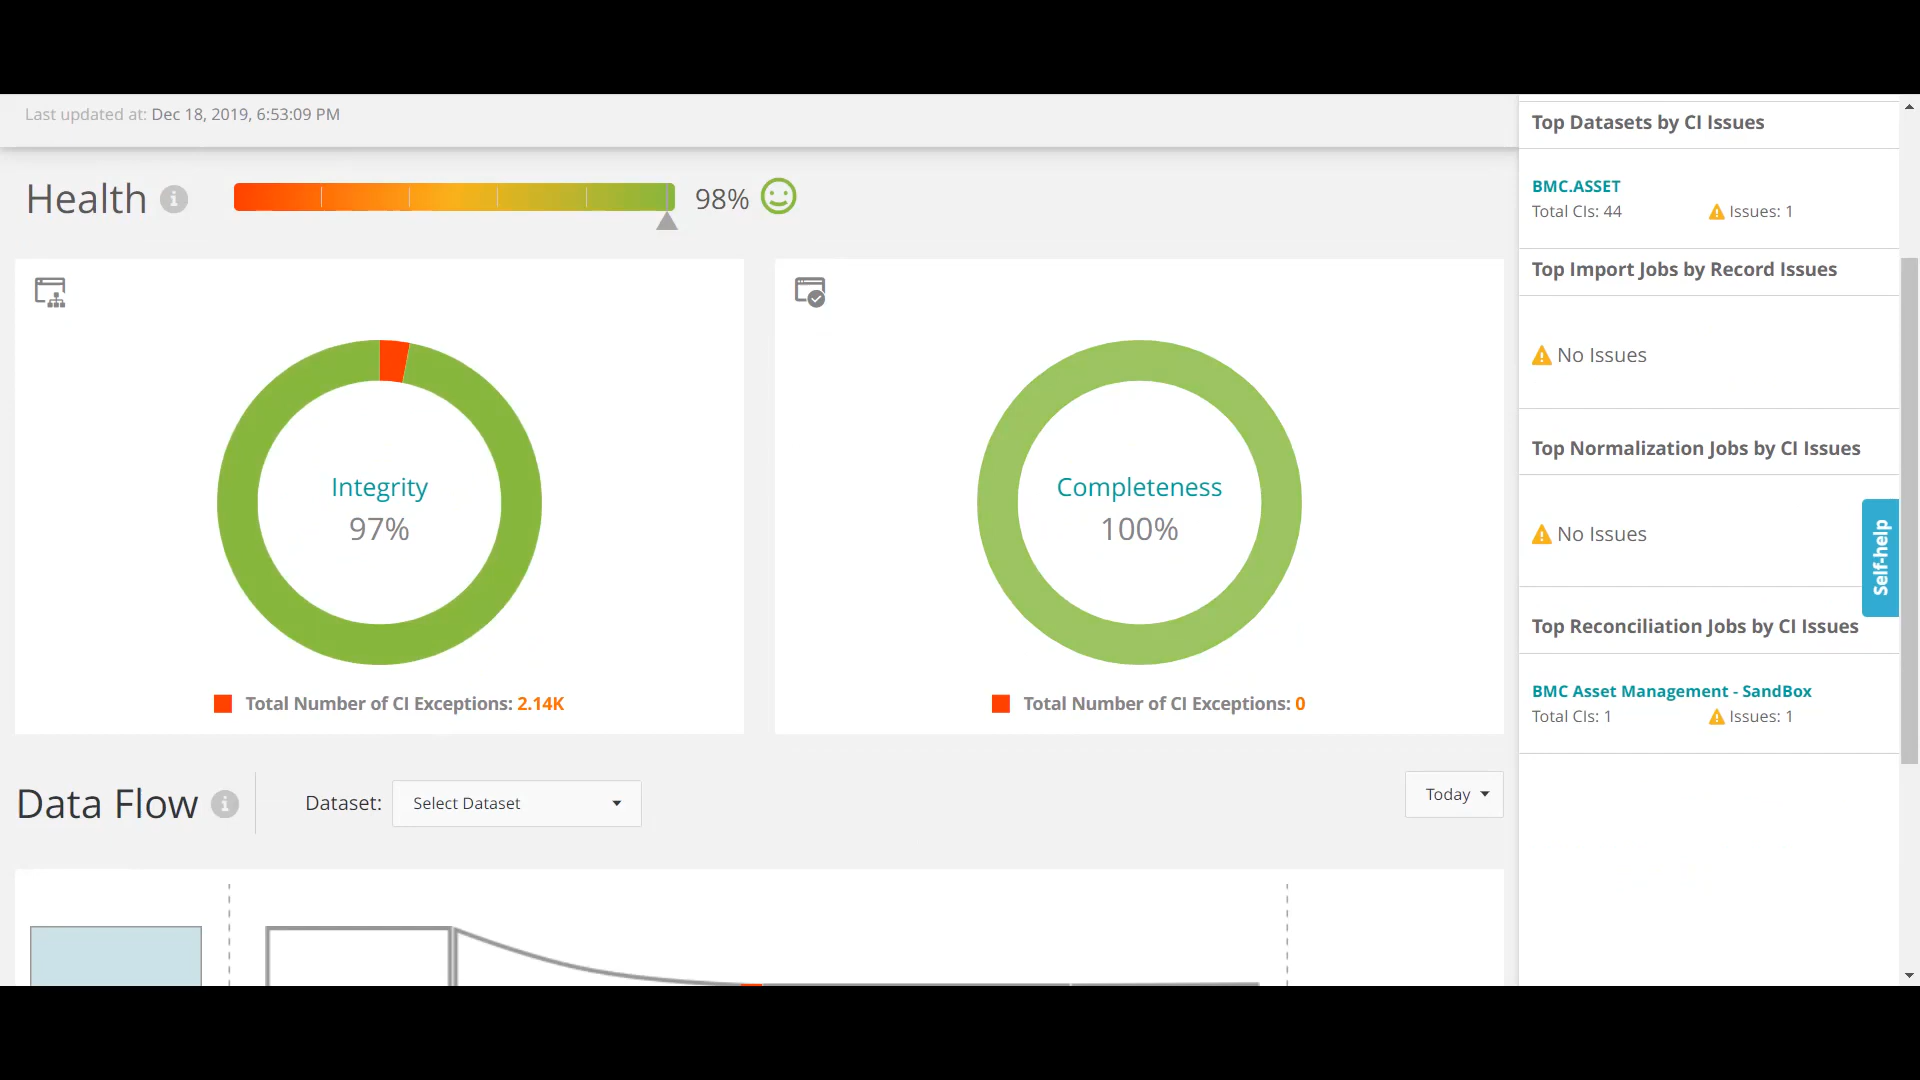 Last updated at: Dec 18, 2019, 6:53:09 PM
Health
98%
Integrity
97%
Total Number of CI Exceptions: 2.14K
Completeness
100%
Total Number of CI Exceptions: 0
Data Flow
Dataset: Select Dataset
Today
Top Datasets by CI Issues
BMC.ASSET
Total CIs: 44 Issues: 1
Top Import Jobs by Record Issues
No Issues
Top Normalization Jobs by CI Issues
No Issues
Self-help
Top Reconciliation Jobs by CI Issues
BMC Asset Management - SandBox
Total CIs: 1 Issues: 1